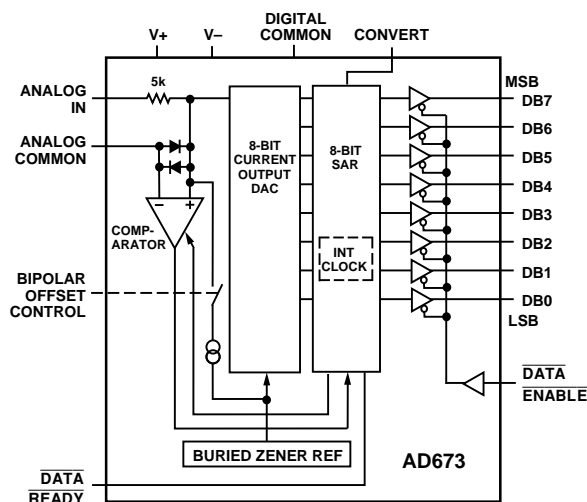 V+
V–
DIGITAL
COMMON
CONVERT
ANALOG
IN
5k
MSB
DB7
DB6
ANALOG
COMMON
8-BIT
CURRENT
OUTPUT
DAC
8-BIT
SAR
DB5
DB4
–
+
DB3
COMP-
ARATOR
INT
CLOCK
DB2
DB1
BIPOLAR
OFFSET
CONTROL
DB0
LSB
DATA
ENABLE
BURIED ZENER REF
AD673
DATA
READY